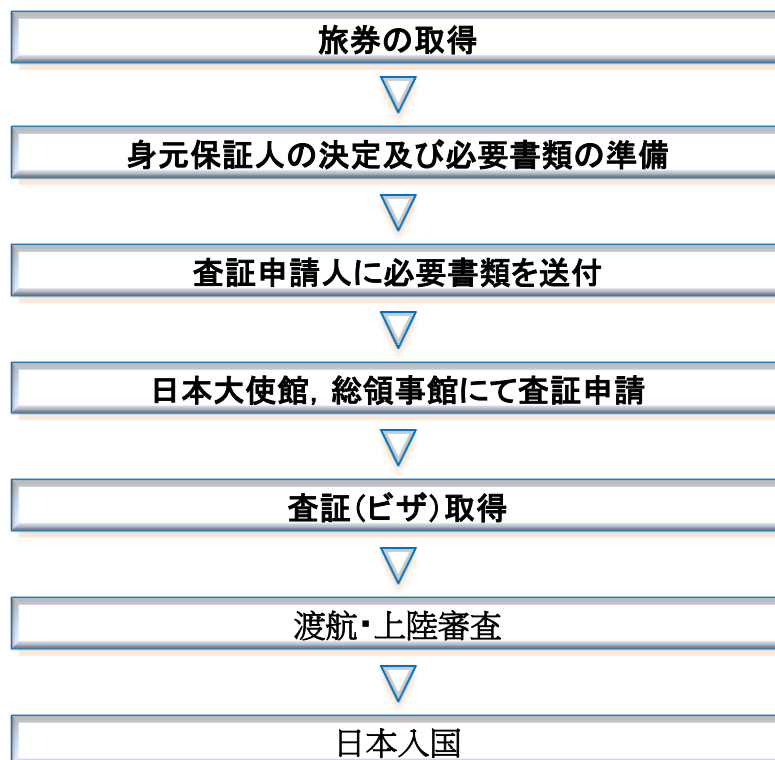 旅券の取得
身元保証人の決定及び必要書類の準備
査証申請人に必要書類を送付
日本大使館，総領事館にて査証申請
査証（ビザ）取得
渡航・上陸審査
日本入国